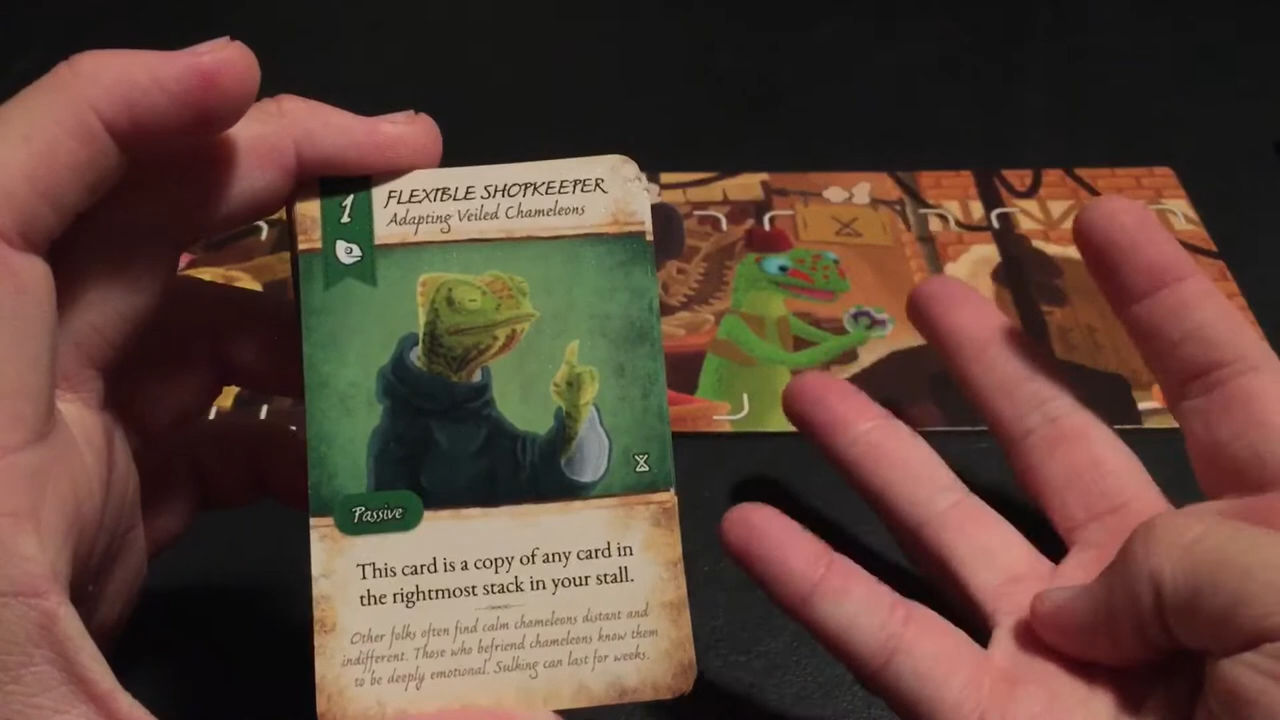 1
FLEXIBLE SHOPKEEPER
Adapting Veiled Chameleons
Passive
This card is a copy of any card in
the rightmost stack in your stall.
Other folks often find calm chameleons distant and
indifferent. Those who befriend chameleons know them
to be deeply emotional. Sulking can last for weeks.